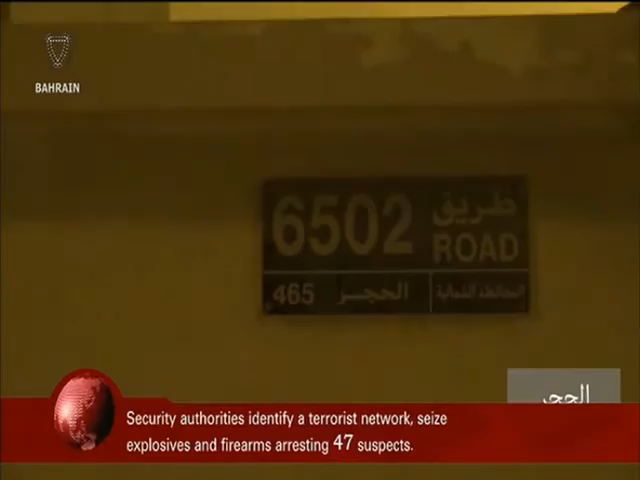 BAHRAIN
6502 طريق
ROAD
465 الحجر المحافظة الشمالية
الحجر
Security authorities identify a terrorist network, seize
explosives and firearms arresting 47 suspects.